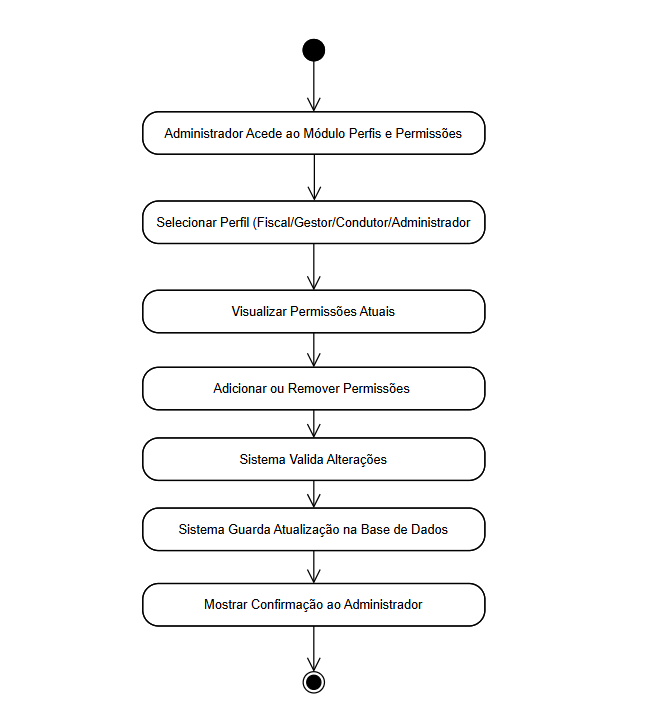 Administrador Acede ao Módulo Perfis e Permissões
Selecionar Perfil (Fiscal/Gestor/Condutor/Administrador
Visualizar Permissões Atuais
Adicionar ou Remover Permissões
Sistema Valida Alterações
Sistema Guarda Atualização na Base de Dados
Mostrar Confirmação ao Administrador